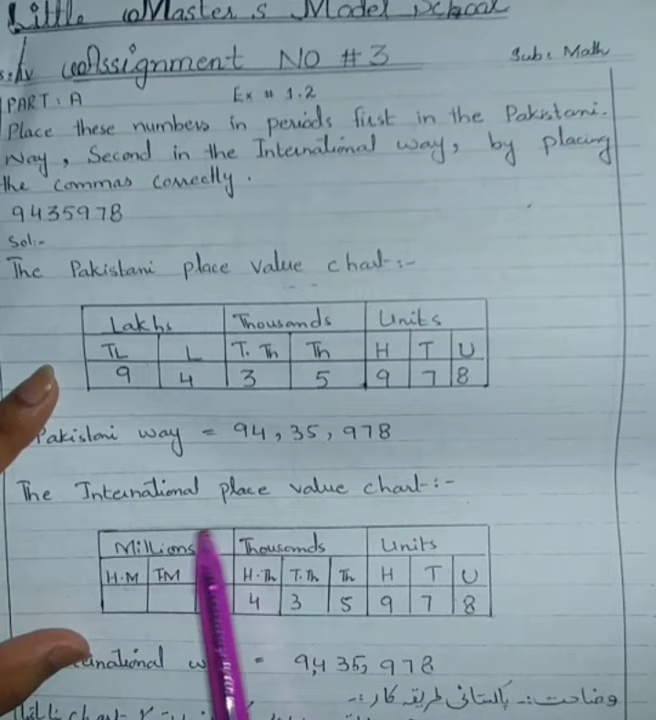 Little Master's Model School
Assignment No # 3 Sub: Math
PART: A Ex # 1.2
Place these numbers in periods first in the Pakistani
Way, Second in the International way, by placing
the commas correctly.
9435978
Sol:-
The Pakistani place value chart:-
Lakhs Thousands Units
TL L T.Th Th H T U
9 4 3 5 9 7 8
Pakistani way = 94,35,978
The International place value chart:-
Millions Thousands Units
H.M TM H.Th T.Th Th H T U
4 3 5 9 7 8
= 9,435,978
وضاحت:۔ پاکستانی طریقہ کار:۔